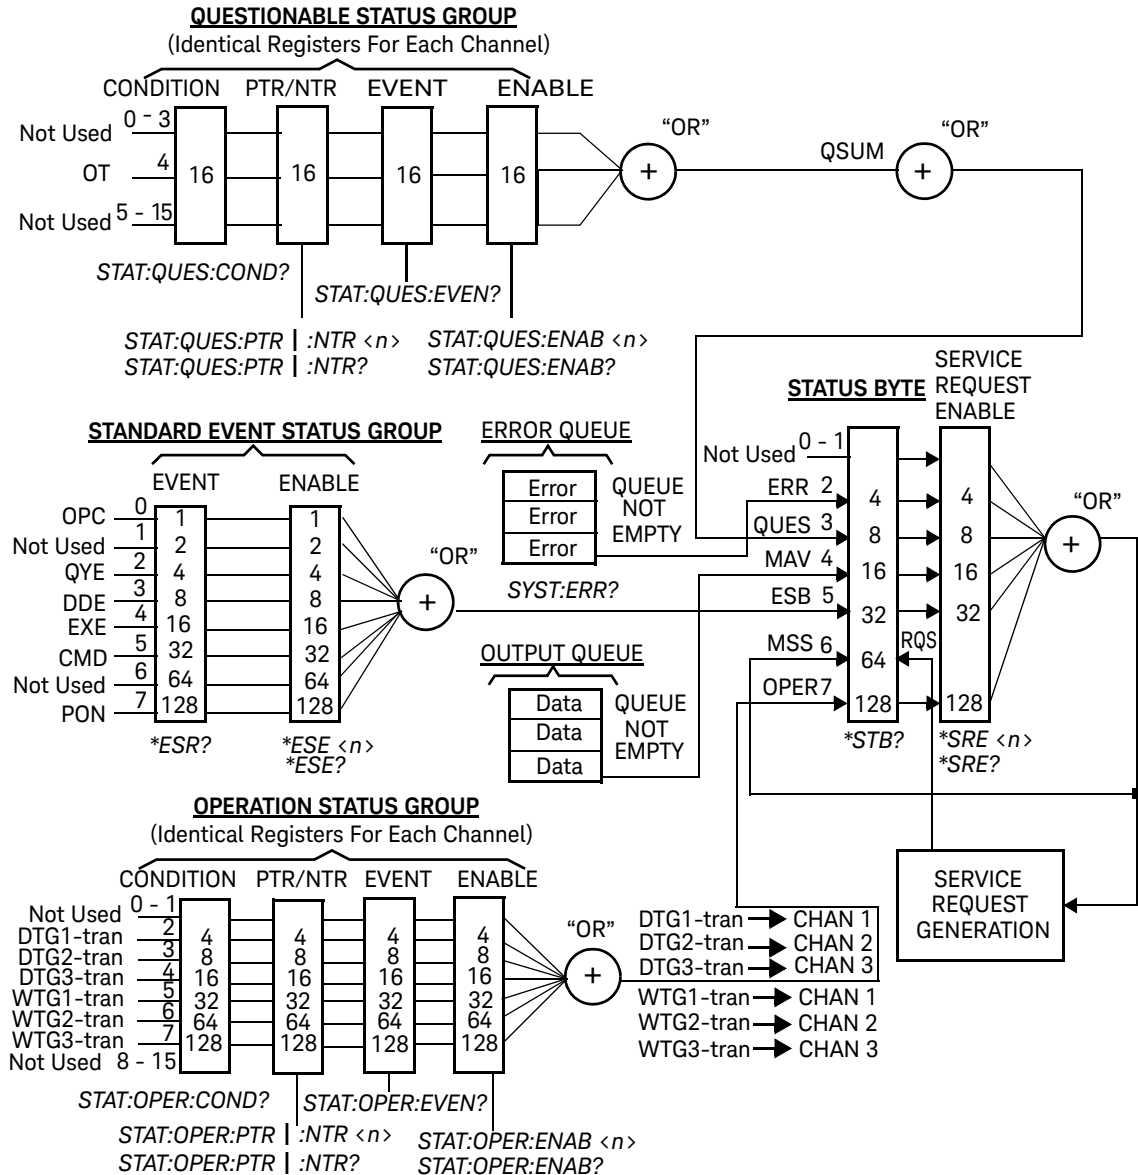 QUESTIONABLE STATUS GROUP
(Identical Registers For Each Channel)
CONDITION PTR/NTR EVENT ENABLE
Not Used 0 - 3
OT 4 16 16 16 16
Not Used 5 - 15
+ "OR" QSUM + "OR"
STAT:QUES:COND?
STAT:QUES:EVEN?
STAT:QUES:PTR | :NTR <n> STAT:QUES:ENAB <n>
STAT:QUES:PTR | :NTR? STAT:QUES:ENAB?
STANDARD EVENT STATUS GROUP
EVENT ENABLE
OPC 0 1 1
Not Used 1 2 2
QYE 2 4 4
DDE 3 8 8
EXE 4 16 16
CMD 5 32 32
Not Used 6 64 64
PON 7 128 128
"OR"
+
*ESR? *ESE <n>
*ESE?
ERROR QUEUE
Error
Error
Error
QUEUE
NOT
EMPTY
SYST:ERR?
OUTPUT QUEUE
Data
Data
Data
QUEUE
NOT
EMPTY
STATUS BYTE
SERVICE
REQUEST
ENABLE
Not Used 0 - 1
ERR 2 4 4
QUES 3 8 8
MAV 4 16 16
ESB 5 32 32
MSS 6 64 RQS
OPER7 128 128
"OR"
+
*STB? *SRE <n>
*SRE?
SERVICE
REQUEST
GENERATION
OPERATION STATUS GROUP
(Identical Registers For Each Channel)
CONDITION PTR/NTR EVENT ENABLE
Not Used 0 - 1
DTG1-tran 2 4 4 4 4
DTG2-tran 3 8 8 8 8
DTG3-tran 4 16 16 16 16
WTG1-tran 5 32 32 32 32
WTG2-tran 6 64 64 64 64
WTG3-tran 7 128 128 128 128
Not Used 8 - 15
"OR"
+
DTG1-tran CHAN 1
DTG2-tran CHAN 2
DTG3-tran CHAN 3
WTG1-tran CHAN 1
WTG2-tran CHAN 2
WTG3-tran CHAN 3
STAT:OPER:COND? STAT:OPER:EVEN?
STAT:OPER:PTR | :NTR <n> STAT:OPER:ENAB <n>
STAT:OPER:PTR | :NTR? STAT:OPER:ENAB?